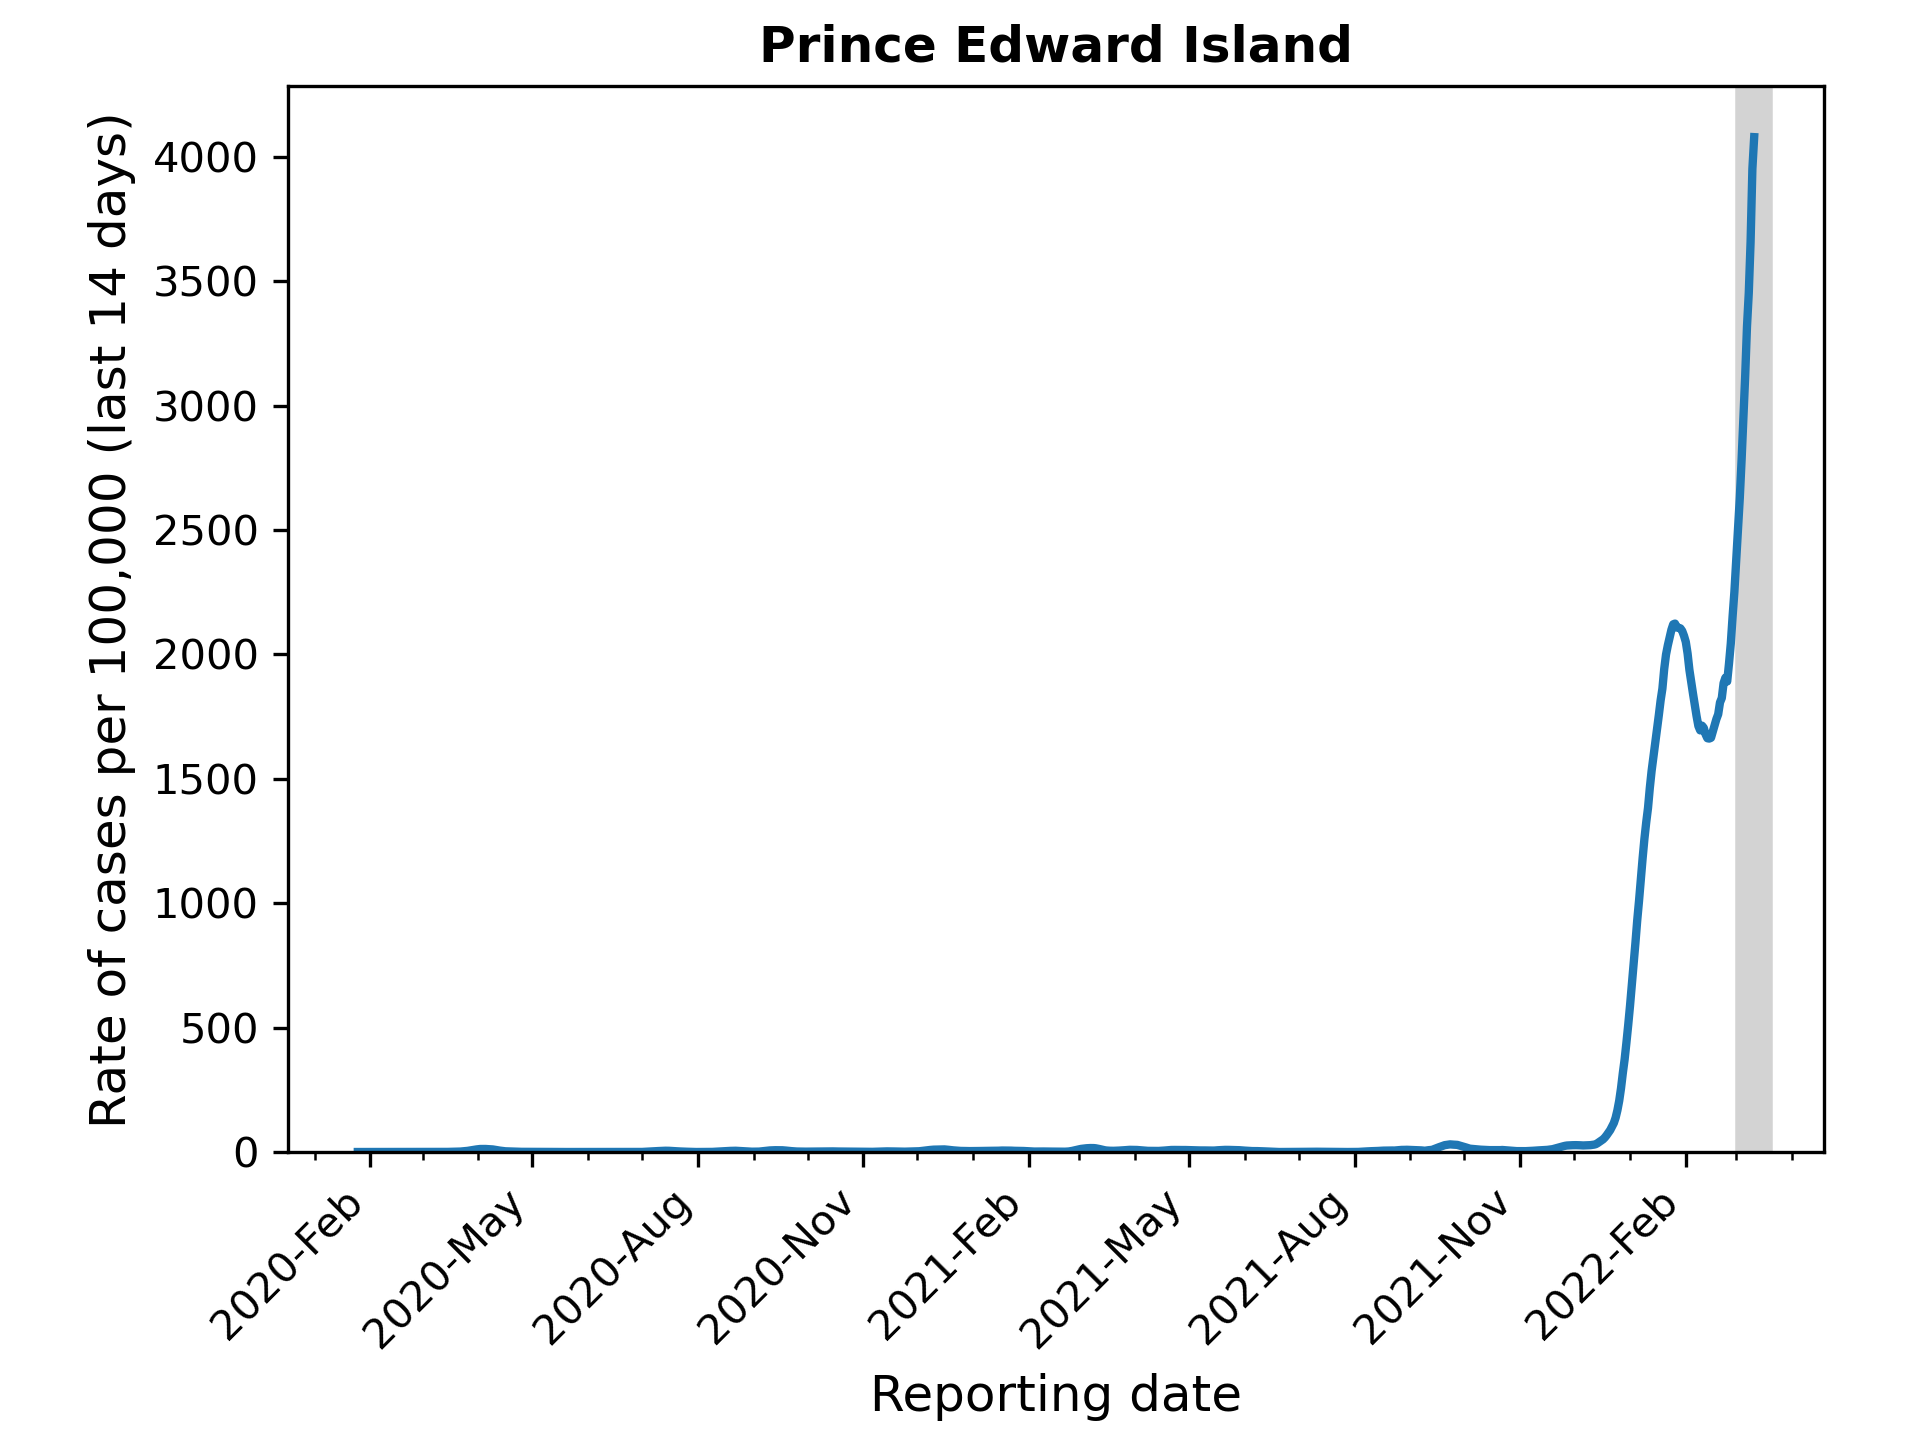 Prince Edward Island
Rate of cases per 100,000 (last 14 days)
4000
3500
3000
2500
2000
1500
1000
500
0
2020-Feb
2020-May
2020-Aug
2020-Nov
2021-Feb
2021-May
2021-Aug
2021-Nov
2022-Feb
Reporting date